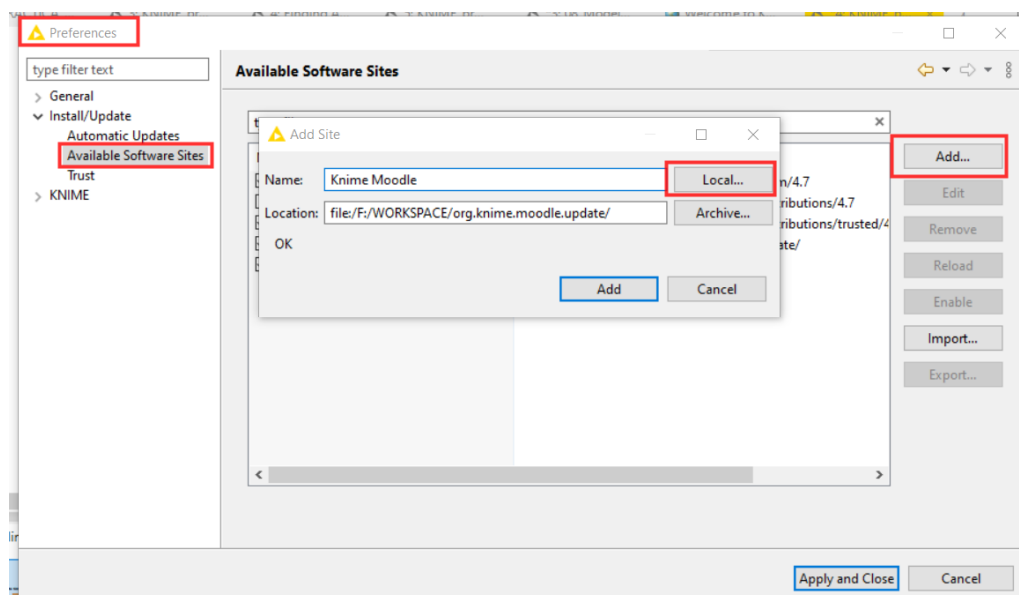 Preferences
type filter text
Available Software Sites
General
Install/Update
Automatic Updates
Available Software Sites
Trust
KNIME
Add Site
Name: Knime Moodle Local...
Location: file:/F:/WORKSPACE/org.knime.moodle.update/ Archive...
OK
Add Cancel
n/4.7
ributions/4.7
ributions/trusted/4
ate/
Add...
Edit
Remove
Reload
Enable
Import...
Export...
Apply and Close Cancel